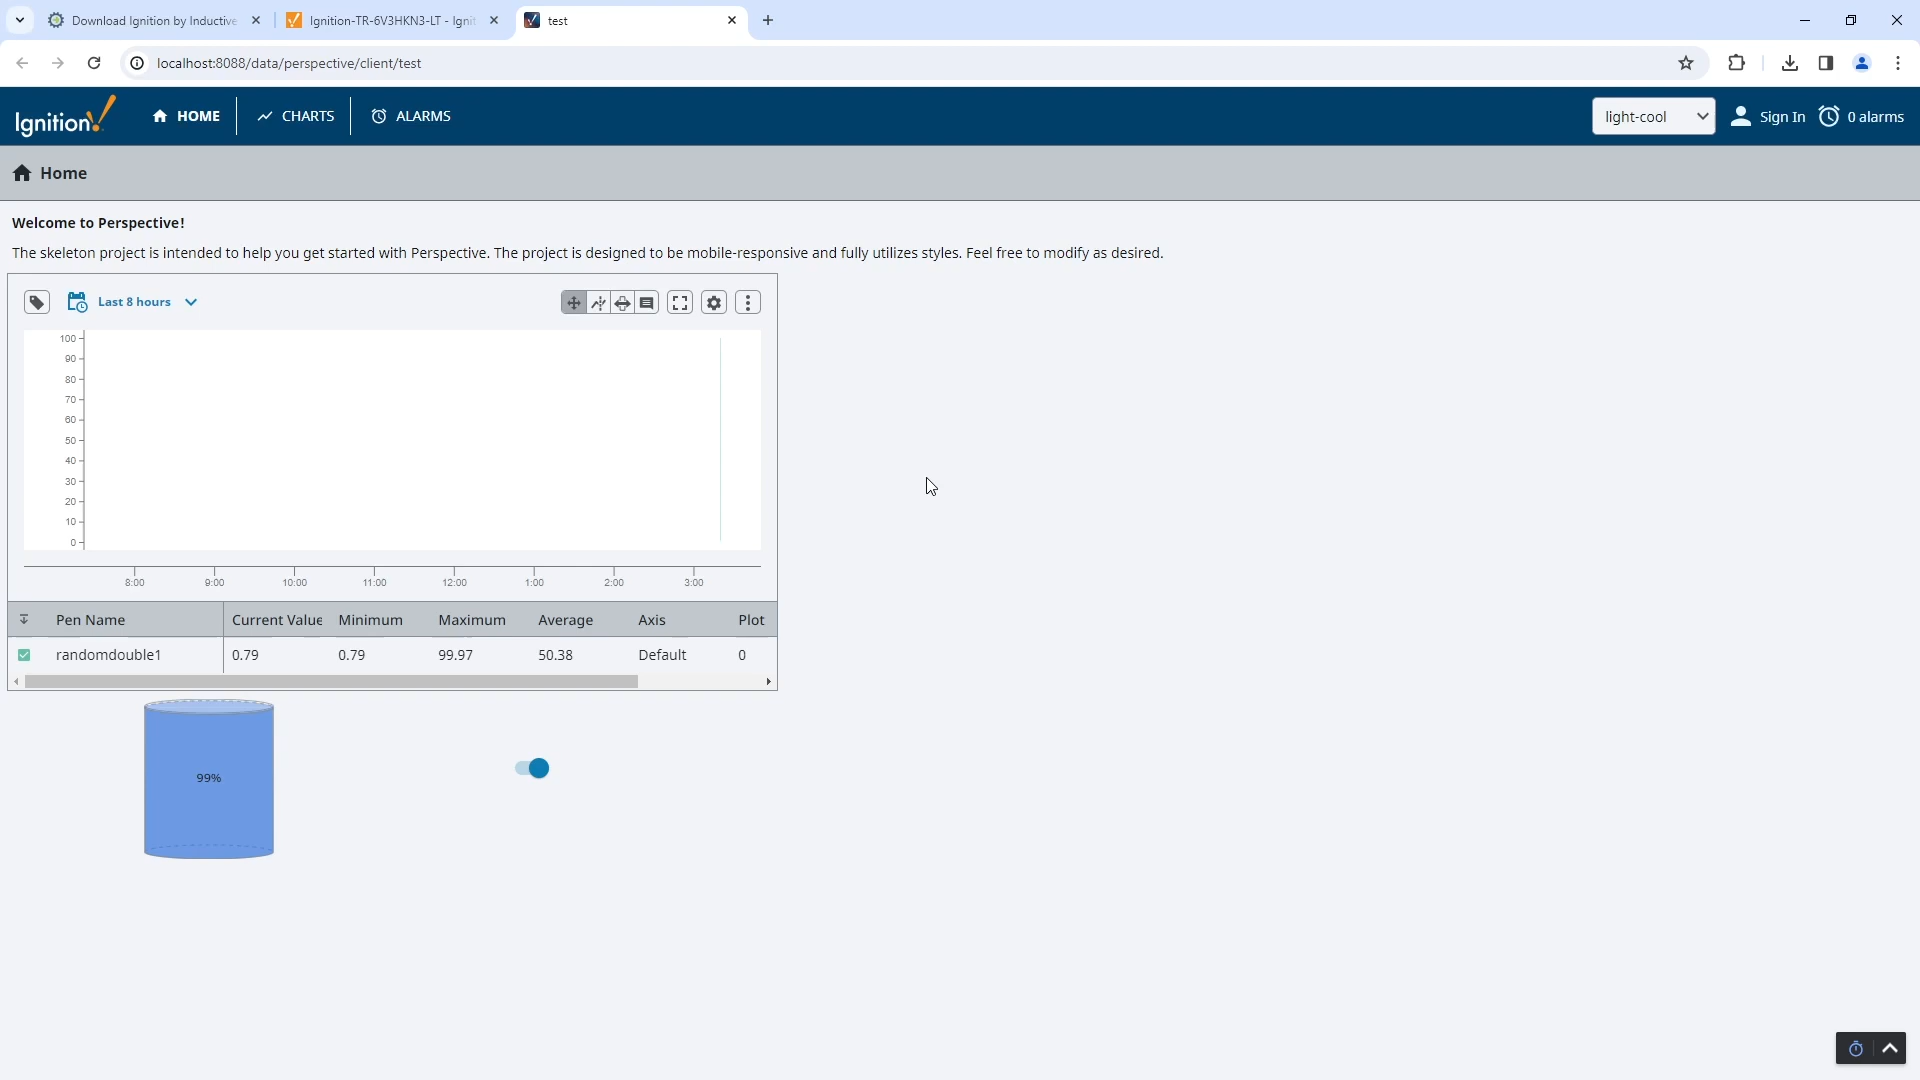 Download Ignition by Inductive
Ignition-TR-6V3HKN3-LT - Ignit
test
localhost:8088/data/perspective/client/test
Ignition!
HOME
CHARTS
ALARMS
light-cool
Sign In
0 alarms
Home
Welcome to Perspective!
The skeleton project is intended to help you get started with Perspective. The project is designed to be mobile-responsive and fully utilizes styles. Feel free to modify as desired.
Last 8 hours
100
90
80
70
60
50
40
30
20
10
0
8:00 9:00 10:00 11:00 12:00 1:00 2:00 3:00
Pen Name Current Value Minimum Maximum Average Axis Plot
randomdouble1 0.79 0.79 99.97 50.38 Default 0
99%